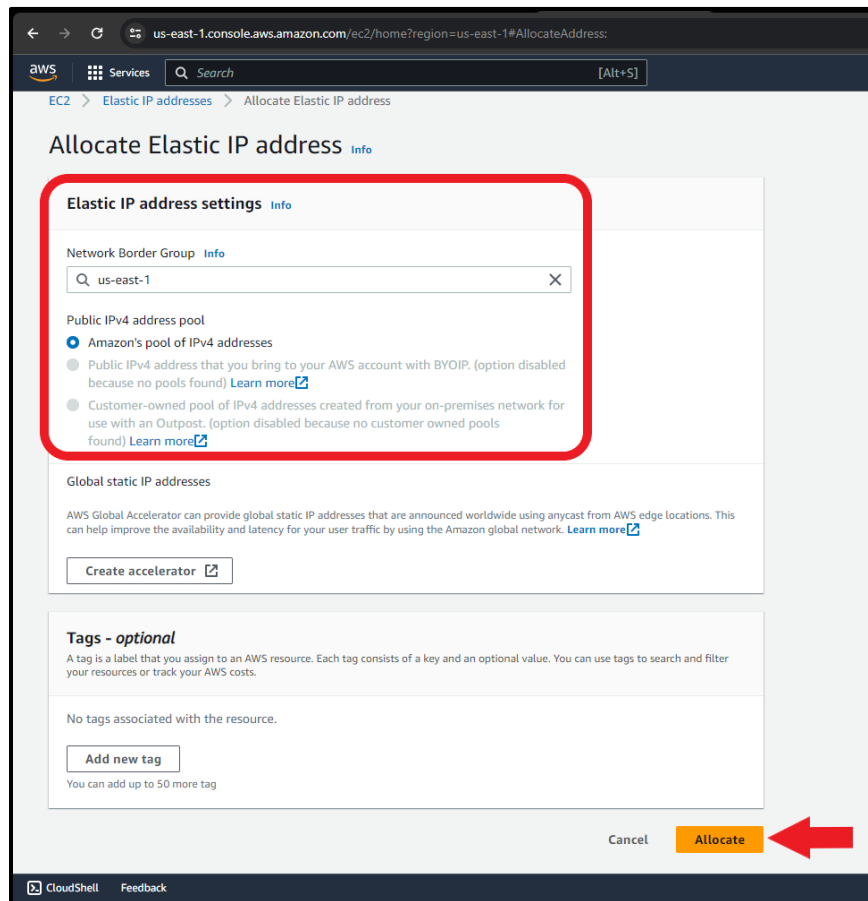 us-east-1.console.aws.amazon.com/ec2/home?region=us-east-1#AllocateAddress:
aws Services Search [Alt+S]
EC2 > Elastic IP addresses > Allocate Elastic IP address
Allocate Elastic IP address Info
Elastic IP address settings Info
Network Border Group Info
us-east-1
Public IPv4 address pool
Amazon's pool of IPv4 addresses
Public IPv4 address that you bring to your AWS account with BYOIP. (option disabled
because no pools found) Learn more
Customer-owned pool of IPv4 addresses created from your on-premises network for
use with an Outpost. (option disabled because no customer owned pools
found) Learn more
Global static IP addresses
AWS Global Accelerator can provide global static IP addresses that are announced worldwide using anycast from AWS edge locations. This
can help improve the availability and latency for your user traffic by using the Amazon global network. Learn more
Create accelerator
Tags - optional
A tag is a label that you assign to an AWS resource. Each tag consists of a key and an optional value. You can use tags to search and filter
your resources or track your AWS costs.
No tags associated with the resource.
Add new tag
You can add up to 50 more tag
Cancel Allocate
CloudShell Feedback